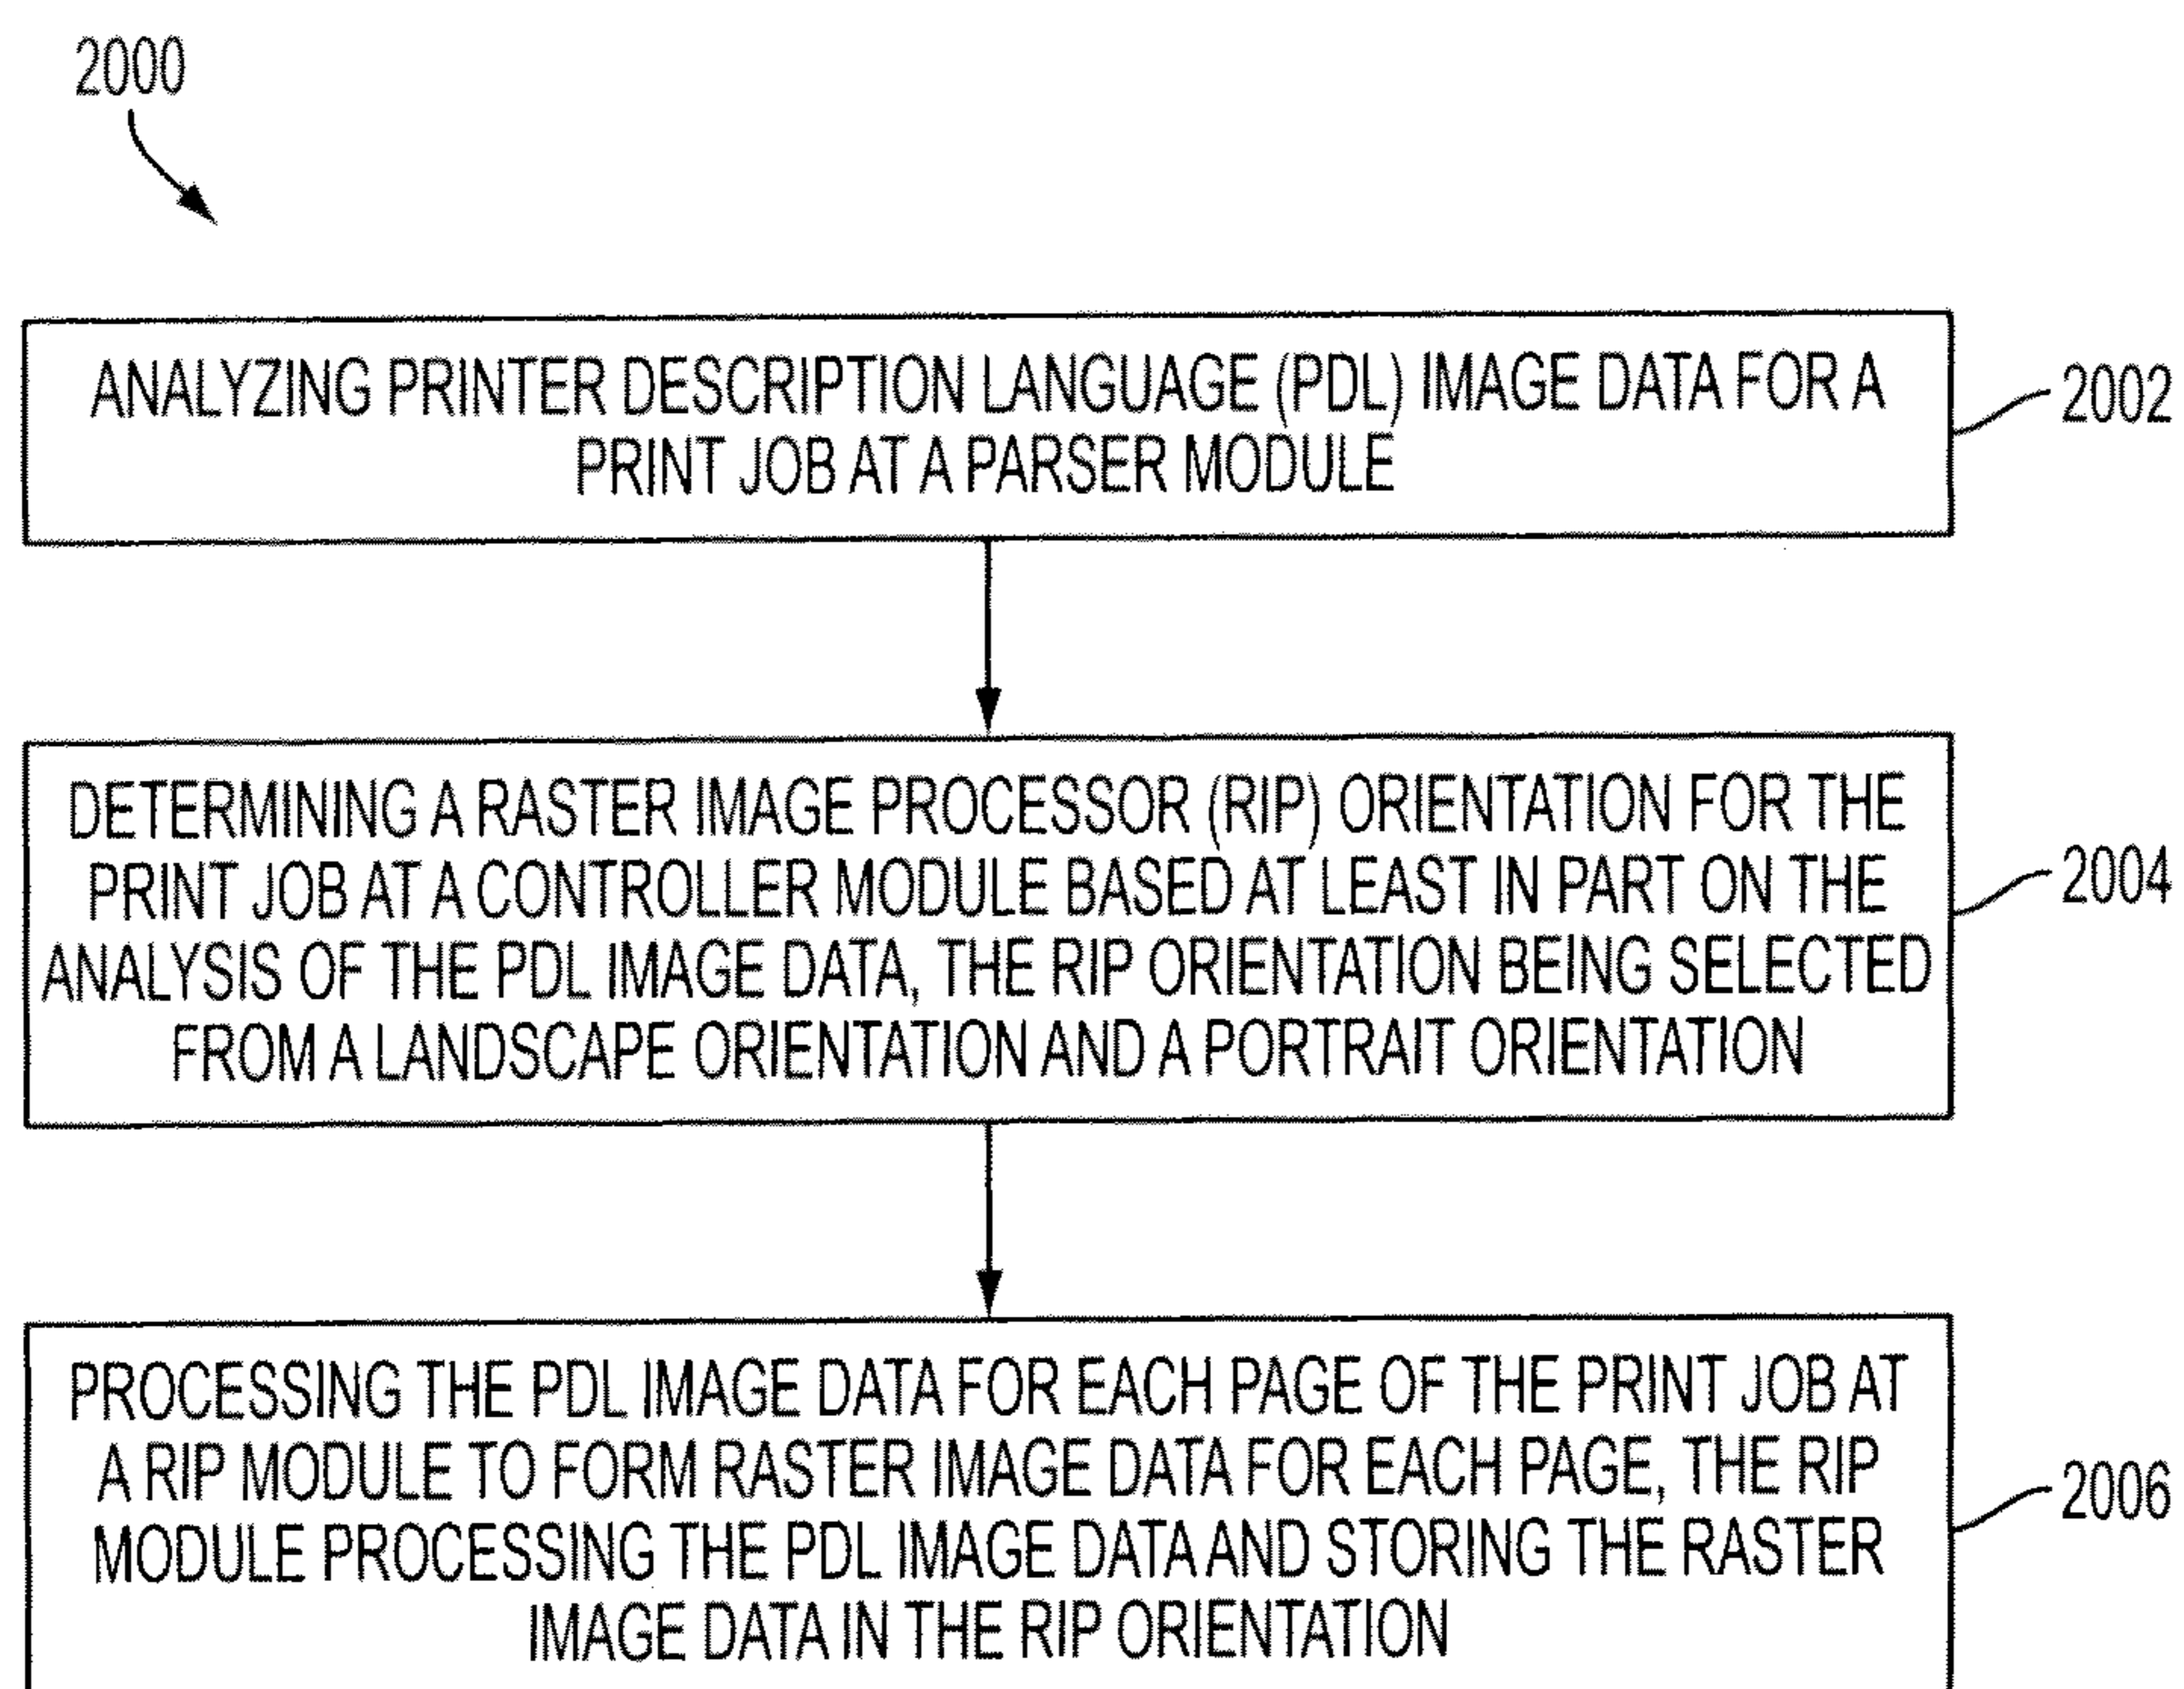 2000
ANALYZING PRINTER DESCRIPTION LANGUAGE (PDL) IMAGE DATA FOR A
PRINT JOB AT A PARSER MODULE
2002
DETERMINING A RASTER IMAGE PROCESSOR (RIP) ORIENTATION FOR THE
PRINT JOB AT A CONTROLLER MODULE BASED AT LEAST IN PART ON THE
ANALYSIS OF THE PDL IMAGE DATA, THE RIP ORIENTATION BEING SELECTED
FROM A LANDSCAPE ORIENTATION AND A PORTRAIT ORIENTATION
2004
PROCESSING THE PDL IMAGE DATA FOR EACH PAGE OF THE PRINT JOB AT
A RIP MODULE TO FORM RASTER IMAGE DATA FOR EACH PAGE, THE RIP
MODULE PROCESSING THE PDL IMAGE DATA AND STORING THE RASTER
IMAGE DATA IN THE RIP ORIENTATION
2006